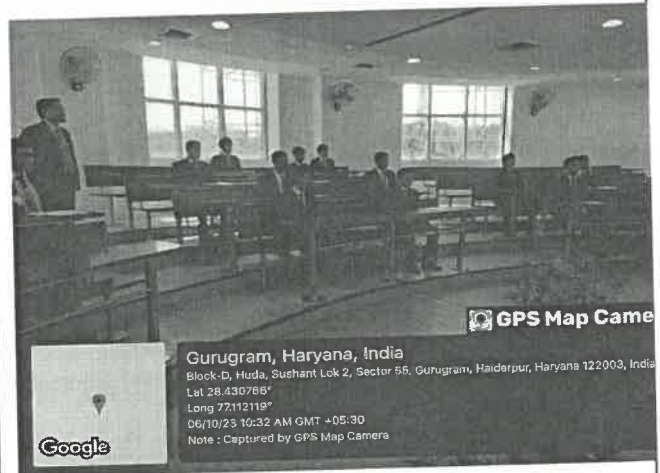 GPS Map Came
Gurugram, Haryana, India
Block-D, Huda, Sushant Lok 2, Sector 55, Gurugram, Haiderpur, Haryana 122003, India
Lat 28.430766°
Long 77.112119°
06/10/23 10:32 AM GMT +05:30
Note : Captured by GPS Map Camera
Google